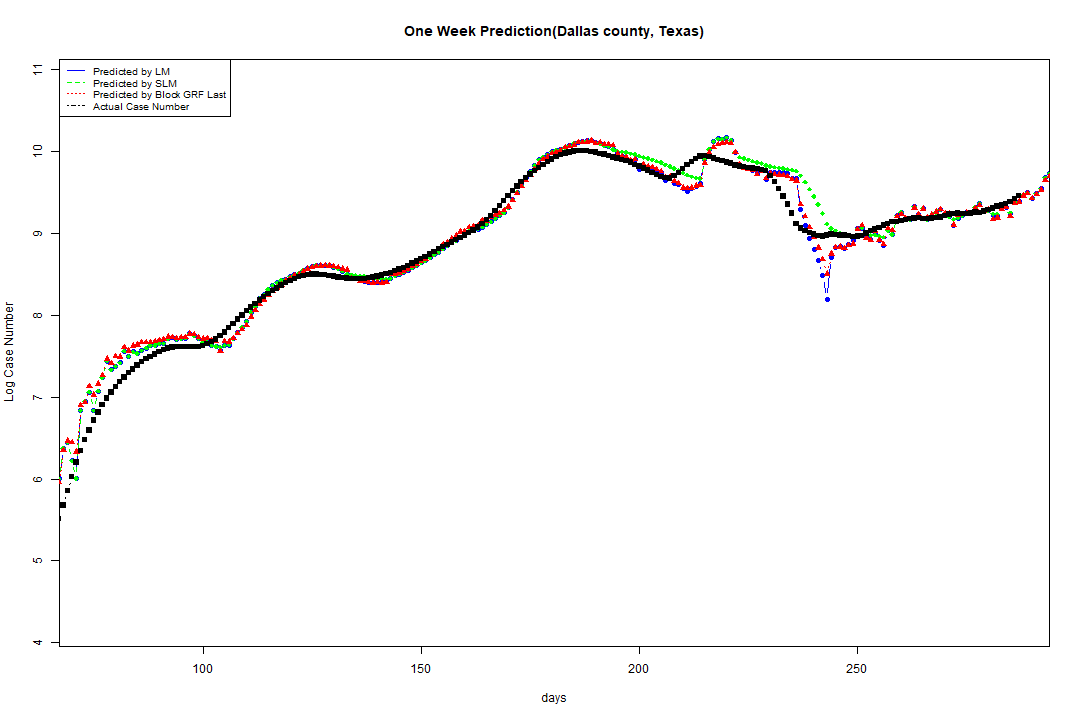 One Week Prediction(Dallas county, Texas)
Predicted by LM
Predicted by SLM
Predicted by Block GRF Last
Actual Case Number
Log Case Number
11
10
9
8
7
6
5
4
100 150 200 250
days